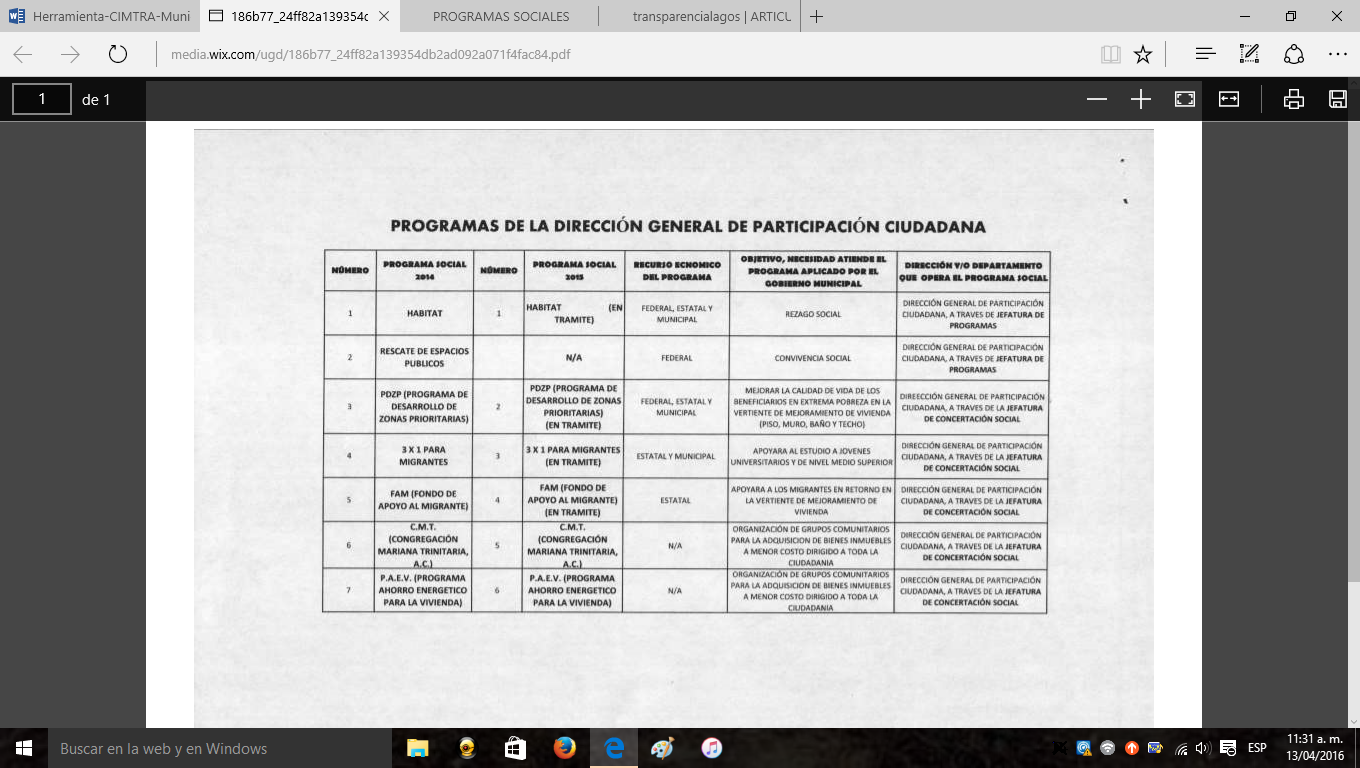 Herramienta-CIMTRA-Muni
186b77_24ff82a139354c
PROGRAMAS SOCIALES
transparencialagos | ARTICU
media.wix.com/ugd/186b77_24ff82a139354db2ad092a071f4fac84.pdf
1 de 1
PROGRAMAS DE LA DIRECCIÓN GENERAL DE PARTICIPACIÓN CIUDADANA
NÚMERO
PROGRAMA SOCIAL
2014
NÚMERO
PROGRAMA SOCIAL
2015
RECURSO ECNOMICO
DEL PROGRAMA
OBJETIVO, NECESIDAD ATIENDE EL
PROGRAMA APLICADO POR EL
GOBIERNO MUNICIPAL
DIRECCIÓN Y/O DEPARTAMENTO
QUE OPERA EL PROGRAMA SOCIAL
1
HABITAT
1
HABITAT (EN
TRAMITE)
FEDERAL, ESTATAL Y
MUNICIPAL
REZAGO SOCIAL
DIRECCIÓN GENERAL DE PARTICIPACIÓN
CIUDADANA, A TRAVES DE JEFATURA DE
PROGRAMAS
2
RESCATE DE ESPACIOS
PUBLICOS
N/A
FEDERAL
CONVIVENCIA SOCIAL
DIRECCIÓN GENERAL DE PARTICIPACIÓN
CIUDADANA, A TRAVES DE JEFATURA DE
PROGRAMAS
3
PDZP (PROGRAMA DE
DESARROLLO DE
ZONAS PRIORITARIAS)
2
PDZP (PROGRAMA DE
DESARROLLO DE ZONAS
PRIORITARIAS)
(EN TRAMITE)
FEDERAL, ESTATAL Y
MUNICIPAL
MEJORAR LA CALIDAD DE VIDA DE LOS
BENEFICIARIOS EN EXTREMA POBREZA EN LA
VERTIENTE DE MEJORAMIENTO DE VIVIENDA
(PISO, MURO, BAÑO Y TECHO)
DIREECCIÓN GENERAL DE PARTICIPACIÓN
CIUDADANA, A TRAVES DE LA JEFATURA
DE CONCERTACIÓN SOCIAL
4
3 X 1 PARA
MIGRANTES
3
3 X 1 PARA MIGRANTES
(EN TRAMITE)
ESTATAL Y MUNICIPAL
APOYARA AL ESTUDIO A JOVENES
UNIVERSITARIOS Y DE NIVEL MEDIO SUPERIOR
DIRECCIÓN GENERAL DE PARTICIPACIÓN
CIUDADANA, A TRAVES DE LA JEFATURA
DE CONCERTACIÓN SOCIAL
5
FAM (FONDO DE
APOYO AL MIGRANTE)
4
FAM (FONDO DE
APOYO AL MIGRANTE)
(EN TRAMITE)
ESTATAL
APOYARA A LOS MIGRANTES EN RETORNO EN
LA VERTIENTE DE MEJORAMIENTO DE
VIVIENDA
DIRECCIÓN GENERAL DE PARTICIPACIÓN
CIUDADANA, A TRAVES DE LA JEFATURA
DE CONCERTACIÓN SOCIAL
6
C.M.T.
(CONGREGACIÓN
MARIANA TRINITARIA,
A.C.)
5
C.M.T.
(CONGREGACIÓN
MARIANA TRINITARIA,
A.C.)
N/A
ORGANIZACIÓN DE GRUPOS COMUNITARIOS
PARA LA ADQUISICION DE BIENES INMUEBLES
A MENOR COSTO DIRIGIDO A TODA LA
CIUDADANIA
DIRECCIÓN GENERAL DE PARTICIPACIÓN
CIUDADANA, A TRAVES DE LA JEFATURA
DE CONCERTACIÓN SOCIAL
7
P.A.E.V. (PROGRAMA
AHORRO ENERGETICO
PARA LA VIVIENDA)
6
P.A.E.V. (PROGRAMA
AHORRO ENERGETICO
PARA LA VIVIENDA)
N/A
ORGANIZACIÓN DE GRUPOS COMUNITARIOS
PARA LA ADQUISICION DE BIENES INMUEBLES
A MENOR COSTO DIRIGIDO A TODA LA
CIUDADANIA
DIRECCIÓN GENERAL DE PARTICIPACIÓN
CIUDADANA, A TRAVES DE LA JEFATURA
DE CONCERTACIÓN SOCIAL
Buscar en la web y en Windows
ESP
11:31 a. m.
13/04/2016